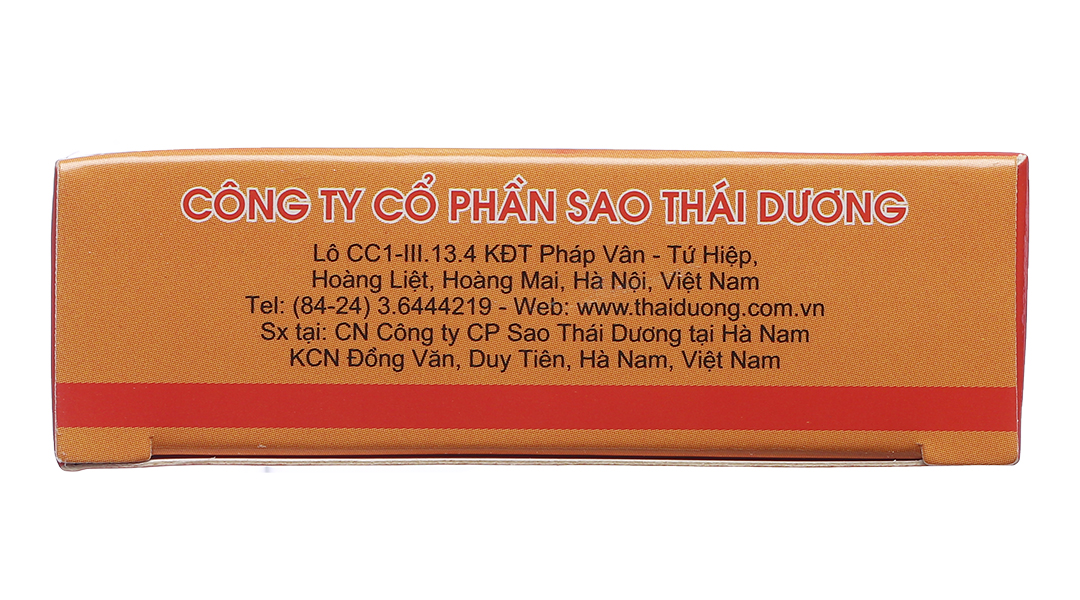 CÔNG TY CỔ PHẦN SAO THÁI DƯƠNG
Lô CC1-III.13.4 KĐT Pháp Vân - Tứ Hiệp,
Hoàng Liệt, Hoàng Mai, Hà Nội, Việt Nam
Tel: (84-24) 3.6444219 - Web: www.thaiduong.com.vn
Sx tại: CN Công ty CP Sao Thái Dương tại Hà Nam
KCN Đồng Văn, Duy Tiên, Hà Nam, Việt Nam